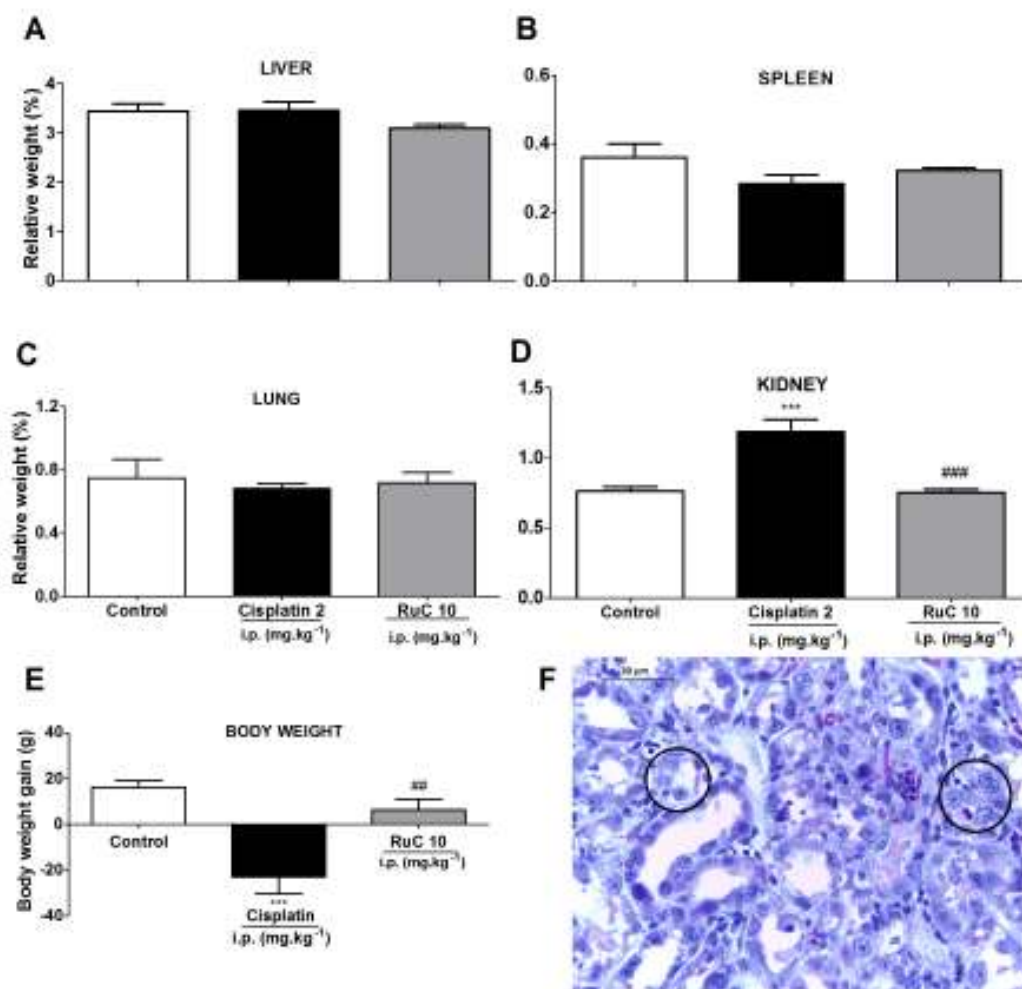 A
LIVER
Relative weight (%)
4
3
2
1
0
B
SPLEEN
0.6
0.4
0.2
0.0
C
LUNG
Relative weight (%)
1.2
0.8
0.4
0.0
Control
Cisplatin 2
i.p. (mg.kg⁻¹)
RuC 10
i.p. (mg.kg⁻¹)
D
KIDNEY
1.5
1.0
0.5
0.0
***
###
Control
Cisplatin 2
i.p. (mg.kg⁻¹)
RuC 10
i.p. (mg.kg⁻¹)
E
BODY WEIGHT
Body weight gain (g)
40
20
0
-20
-40
##
Control
RuC 10
i.p. (mg.kg⁻¹)
***
Cisplatin
i.p. (mg.kg⁻¹)
F
µm